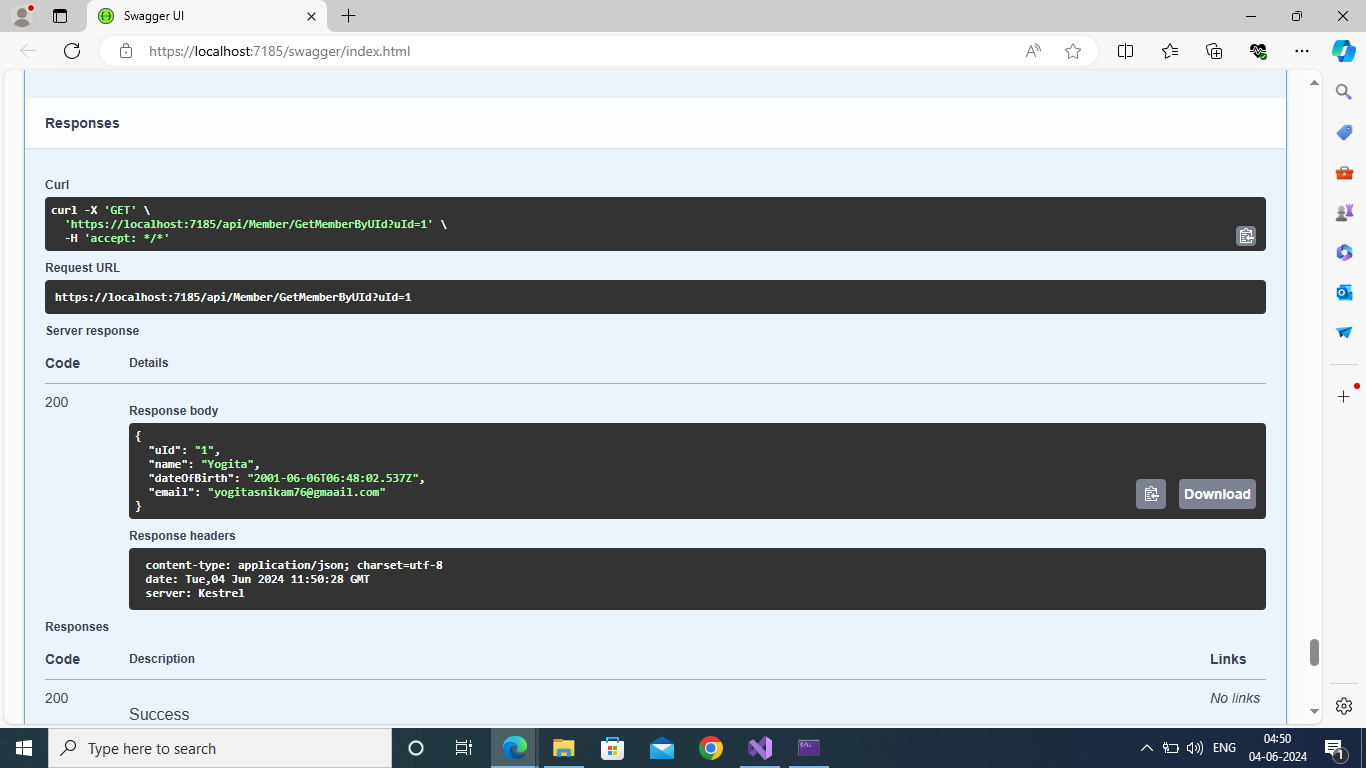 Swagger UI
https://localhost:7185/swagger/index.html
Responses
Curl
curl -X 'GET' \
'https://localhost:7185/api/Member/GetMemberByUId?uId=1' \
-H 'accept: */*'
Request URL
https://localhost:7185/api/Member/GetMemberByUId?uId=1
Server response
Code Details
200
Response body
{
"uId": "1",
"name": "Yogita",
"dateOfBirth": "2001-06-06T06:48:02.537Z",
"email": "yogitasnikam76@gmaail.com"
}
Download
Response headers
content-type: application/json; charset=utf-8
date: Tue,04 Jun 2024 11:50:28 GMT
server: Kestrel
Responses
Code Description Links
200 No links
Success
Type here to search
ENG
04:50
04-06-2024
1